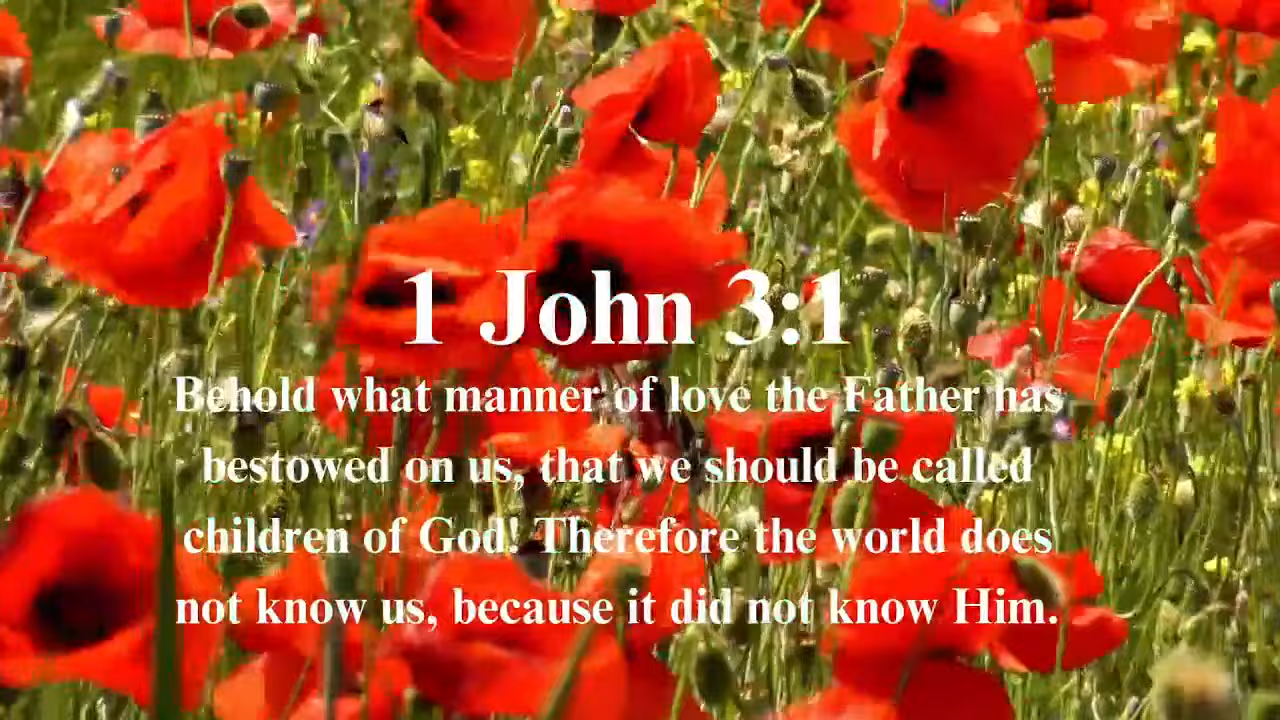 1 John 3:1
Behold what manner of love the Father has
bestowed on us, that we should be called
children of God! Therefore the world does
not know us, because it did not know Him.